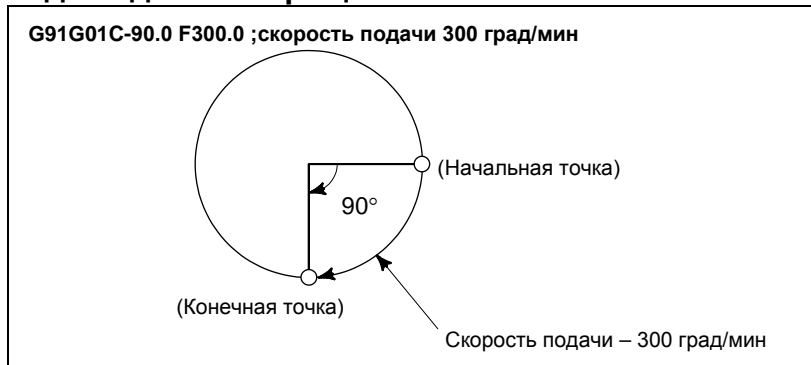 G91G01C-90.0 F300.0 ;скорость подачи 300 град/мин
(Начальная точка)
90°
(Конечная точка)
Скорость подачи – 300 град/мин